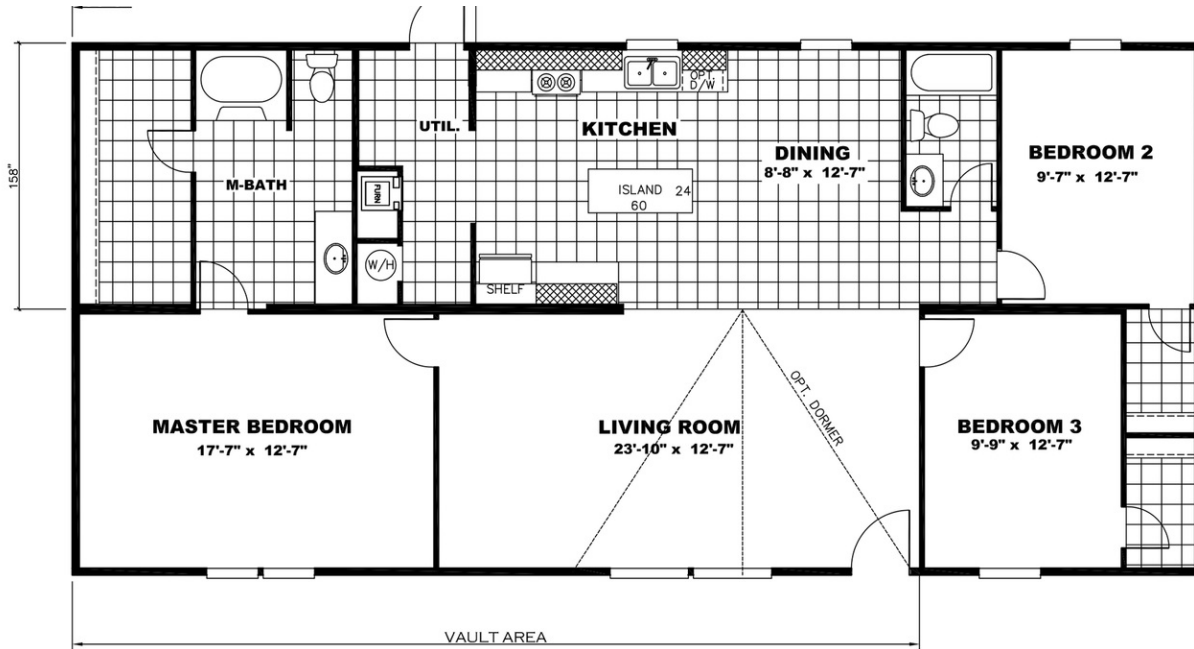 158"
M-BATH
UTIL.
FURN
W/H
KITCHEN
OPT.
D/W
ISLAND 24
60
SHELF
DINING
8'-8" x 12'-7"
BEDROOM 2
9'-7" x 12'-7"
MASTER BEDROOM
17'-7" x 12'-7"
LIVING ROOM
23'-10" x 12'-7"
OPT. DORMER
BEDROOM 3
9'-9" x 12'-7"
VAULT AREA